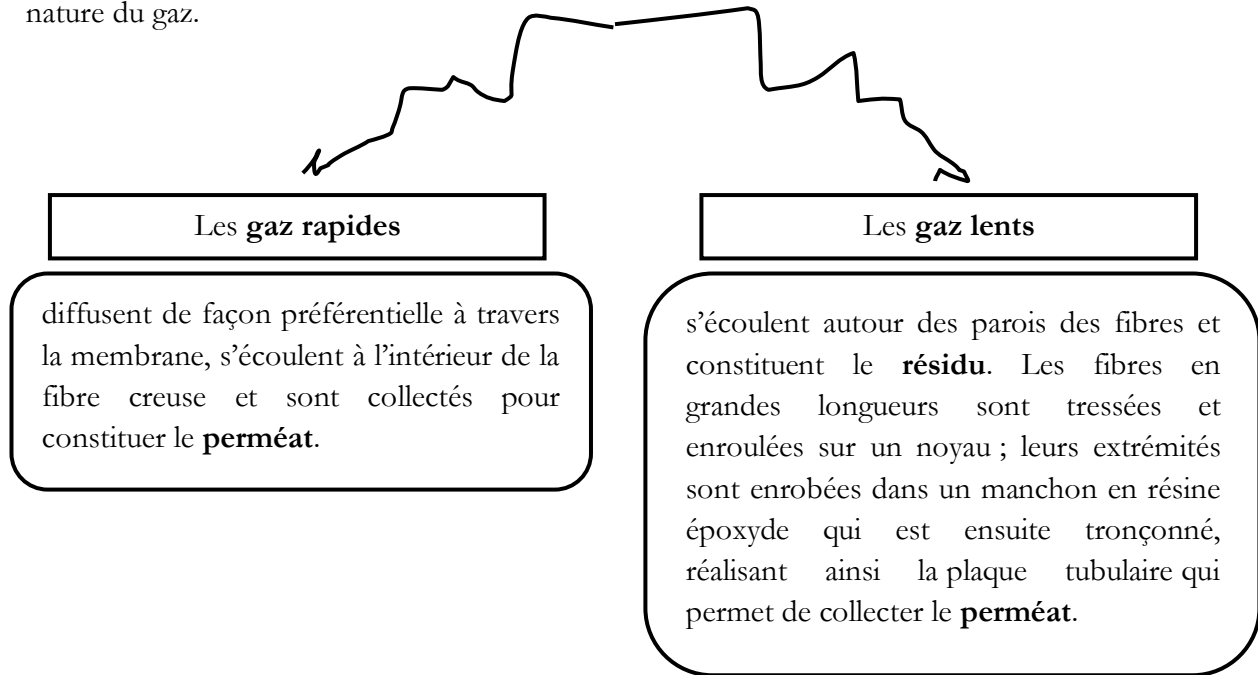 nature du gaz.
Les gaz rapides
diffusent de façon préférentielle à travers
la membrane, s’écoulent à l’intérieur de la
fibre creuse et sont collectés pour
constituer le perméat.
Les gaz lents
s’écoulent autour des parois des fibres et
constituent le résidu. Les fibres en
grandes longueurs sont tressées et
enroulées sur un noyau ; leurs extrémités
sont enrobées dans un manchon en résine
époxyde qui est ensuite tronçonné,
réalisant ainsi la plaque tubulaire qui
permet de collecter le perméat.